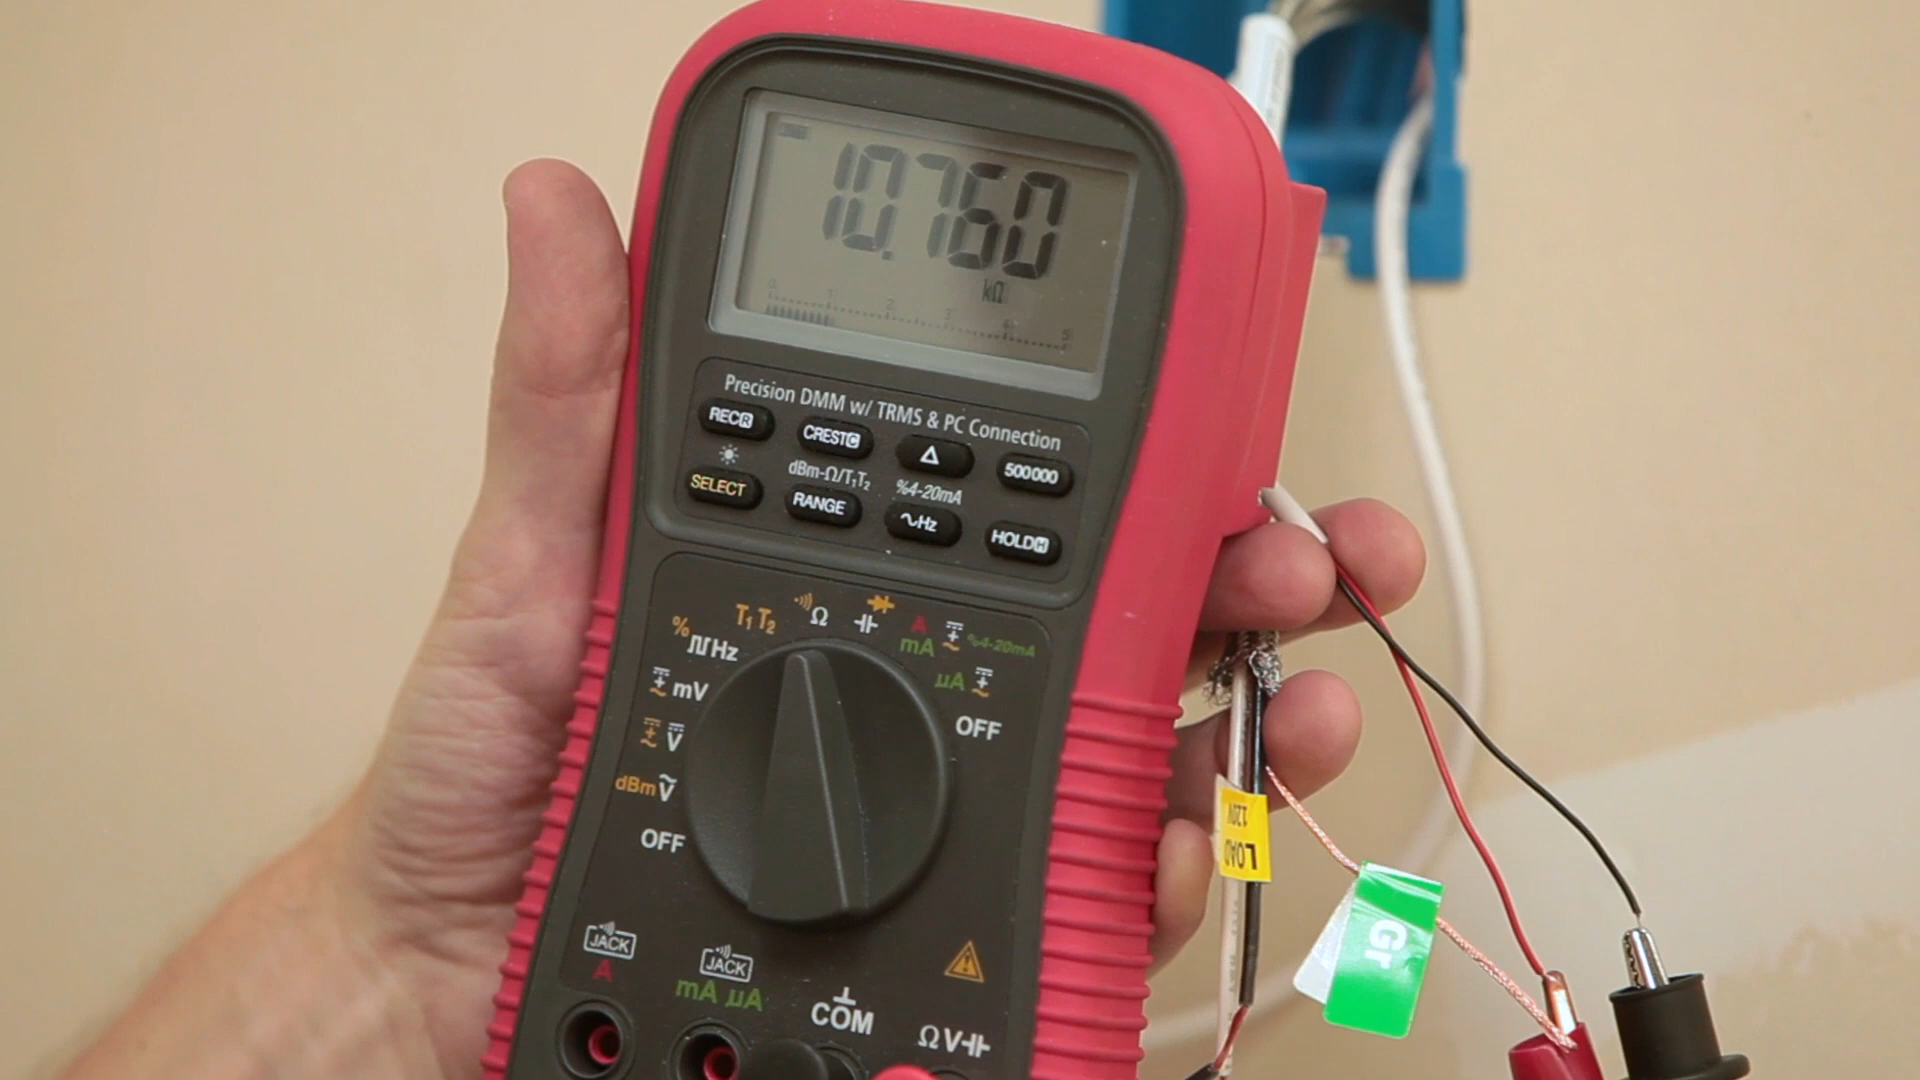 10.760
kΩ
0 1 2 3 4 5
Precision DMM w/ TRMS & PC Connection
REC R CREST C Δ 500000
dBm-Ω/T1T2 %4-20mA
SELECT RANGE ~Hz HOLD H
% Hz T1 T2 Ω A mA %4-20mA
mV µA
V OFF
dBm V
OFF
LOAD
120V
Gr
JACK JACK
A mA µA COM Ω V